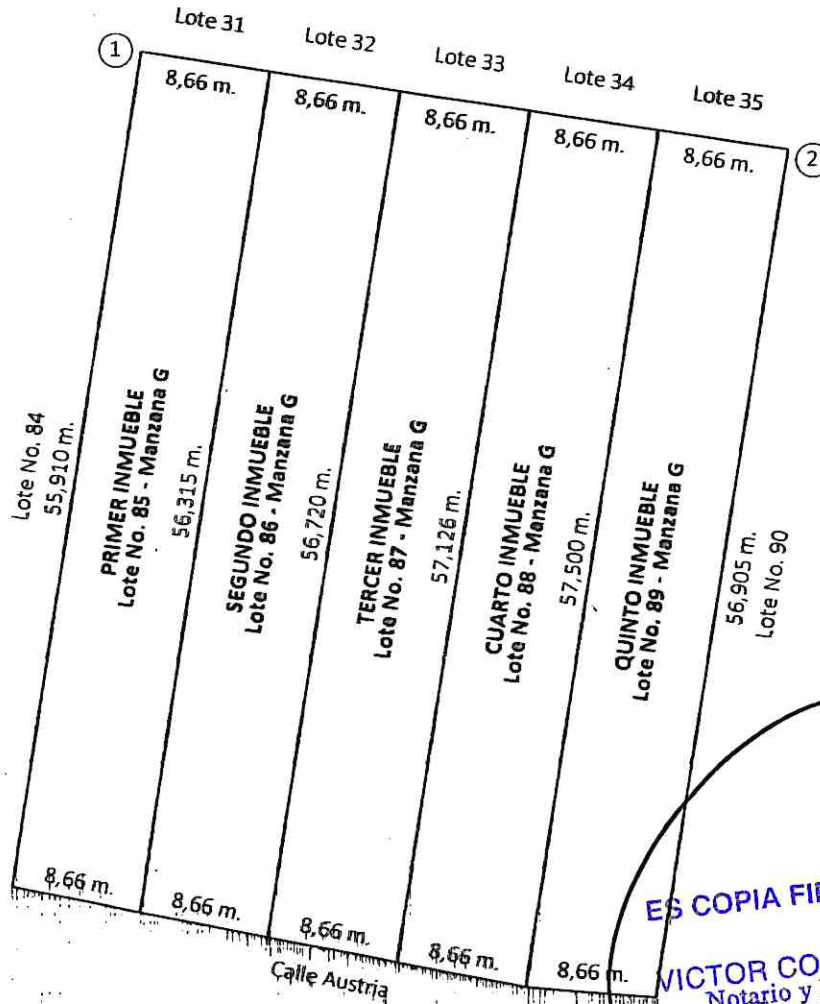 Lote 31
Lote 32
Lote 33
Lote 34
Lote 35
1
2
8,66 m.
8,66 m.
8,66 m.
8,66 m.
8,66 m.
Lote No. 84
55,910 m.
PRIMER INMUEBLE
Lote No. 85 - Manzana G
56,315 m.
SEGUNDO INMUEBLE
Lote No. 86 - Manzana G
56,720 m.
TERCER INMUEBLE
Lote No. 87 - Manzana G
57,126 m.
CUARTO INMUEBLE
Lote No. 88 - Manzana G
57,500 m.
QUINTO INMUEBLE
Lote No. 89 - Manzana G
56,905 m.
Lote No. 90
8,66 m.
8,66 m.
8,66 m.
8,66 m.
8,66 m.
Calle Austria
ES COPIA
VICTOR
Notario y